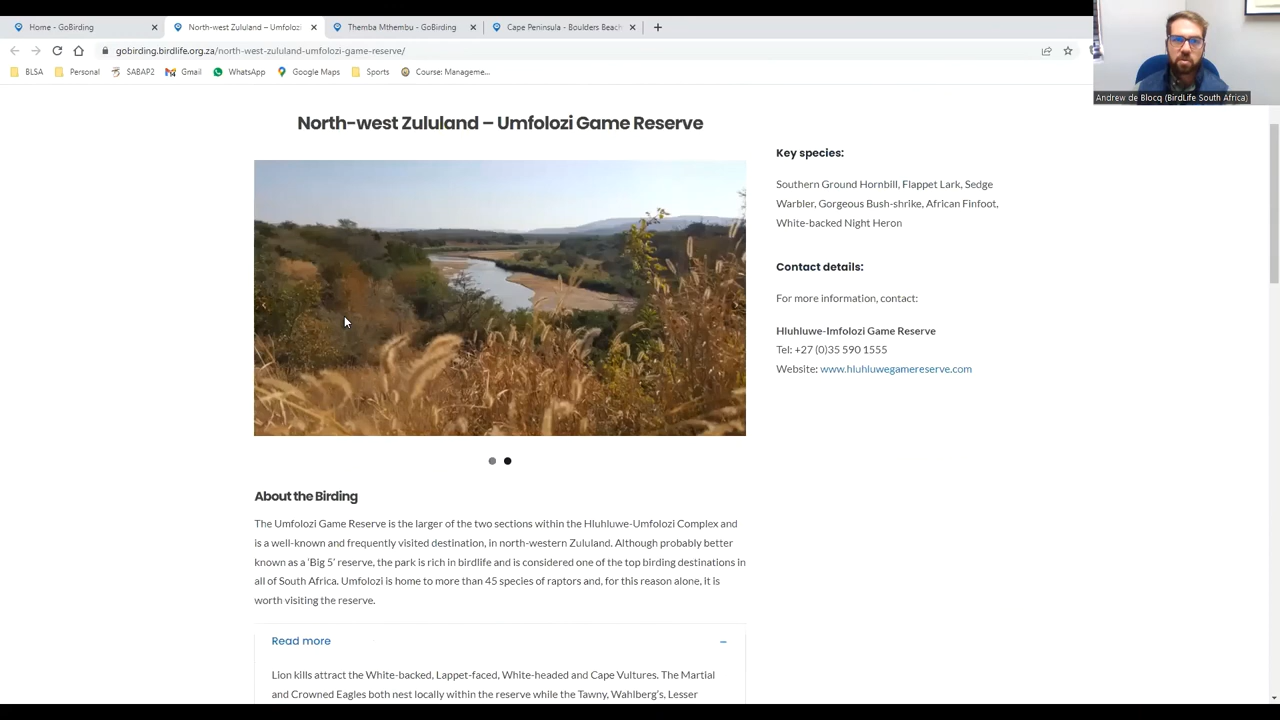 Home - GoBirding
North-west Zululand – Umfolozi
Themba Mthembu - GoBirding
Cape Peninsula - Boulders Beach
gobirding.birdlife.org.za/north-west-zululand-umfolozi-game-reserve/
BLSA
Personal
SABAP2
Gmail
WhatsApp
Google Maps
Sports
Course: Manageme...
Andrew de Blocq (BirdLife South Africa)
North-west Zululand – Umfolozi Game Reserve
About the Birding
The Umfolozi Game Reserve is the larger of the two sections within the Hluhluwe-Umfolozi Complex and
is a well-known and frequently visited destination, in north-western Zululand. Although probably better
known as a ‘Big 5’ reserve, the park is rich in birdlife and is considered one of the top birding destinations in
all of South Africa. Umfolozi is home to more than 45 species of raptors and, for this reason alone, it is
worth visiting the reserve.
Read more
Lion kills attract the White-backed, Lappet-faced, White-headed and Cape Vultures. The Martial
and Crowned Eagles both nest locally within the reserve while the Tawny, Wahlberg’s, Lesser
Key species:
Southern Ground Hornbill, Flappet Lark, Sedge
Warbler, Gorgeous Bush-shrike, African Finfoot,
White-backed Night Heron
Contact details:
For more information, contact:
Hluhluwe-Imfolozi Game Reserve
Tel: +27 (0)35 590 1555
Website: www.hluhluwegamereserve.com